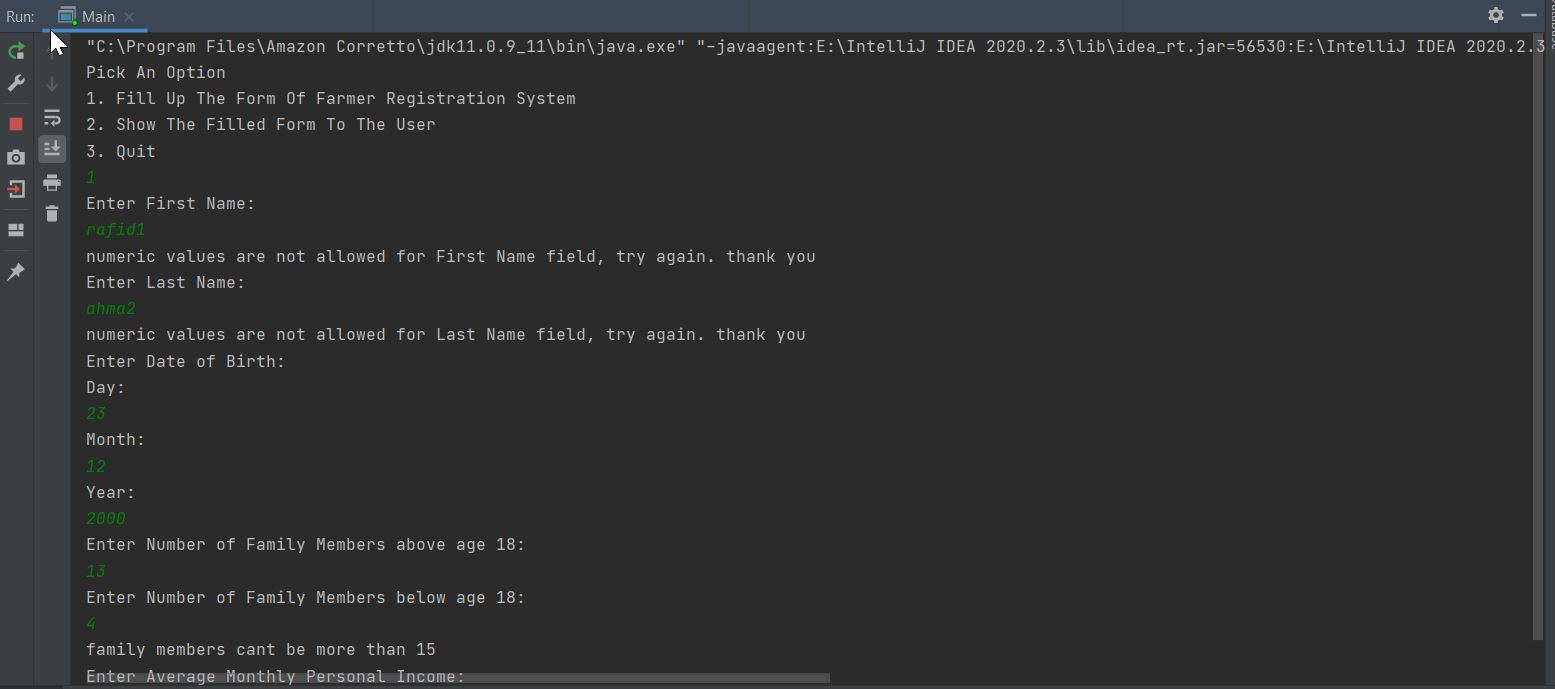 Run: Main
"C:\Program Files\Amazon Corretto\jdk11.0.9_11\bin\java.exe" "-javaagent:E:\IntelliJ IDEA 2020.2.3\lib\idea_rt.jar=56530:E:\IntelliJ IDEA 2020.2.3
Pick An Option
1. Fill Up The Form Of Farmer Registration System
2. Show The Filled Form To The User
3. Quit
1
Enter First Name:
rafid1
numeric values are not allowed for First Name field, try again. thank you
Enter Last Name:
ahma2
numeric values are not allowed for Last Name field, try again. thank you
Enter Date of Birth:
Day:
23
Month:
12
Year:
2000
Enter Number of Family Members above age 18:
13
Enter Number of Family Members below age 18:
4
family members cant be more than 15
Enter Average Monthly Personal Income: